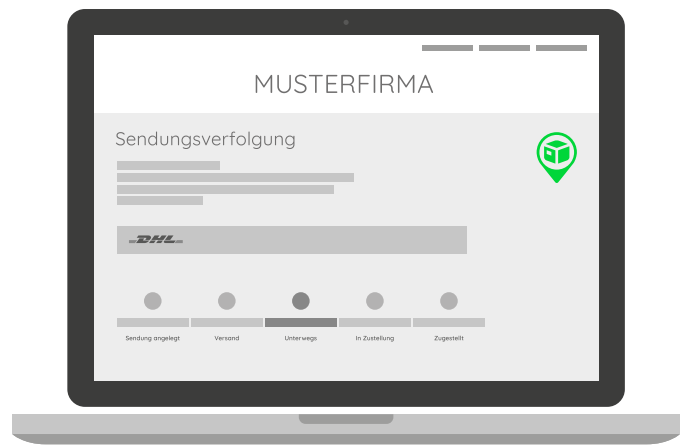 MUSTERFIRMA
Sendungsverfolgung
DHL
Sendung angelegt Versand Unterwegs In Zustellung Zugestellt